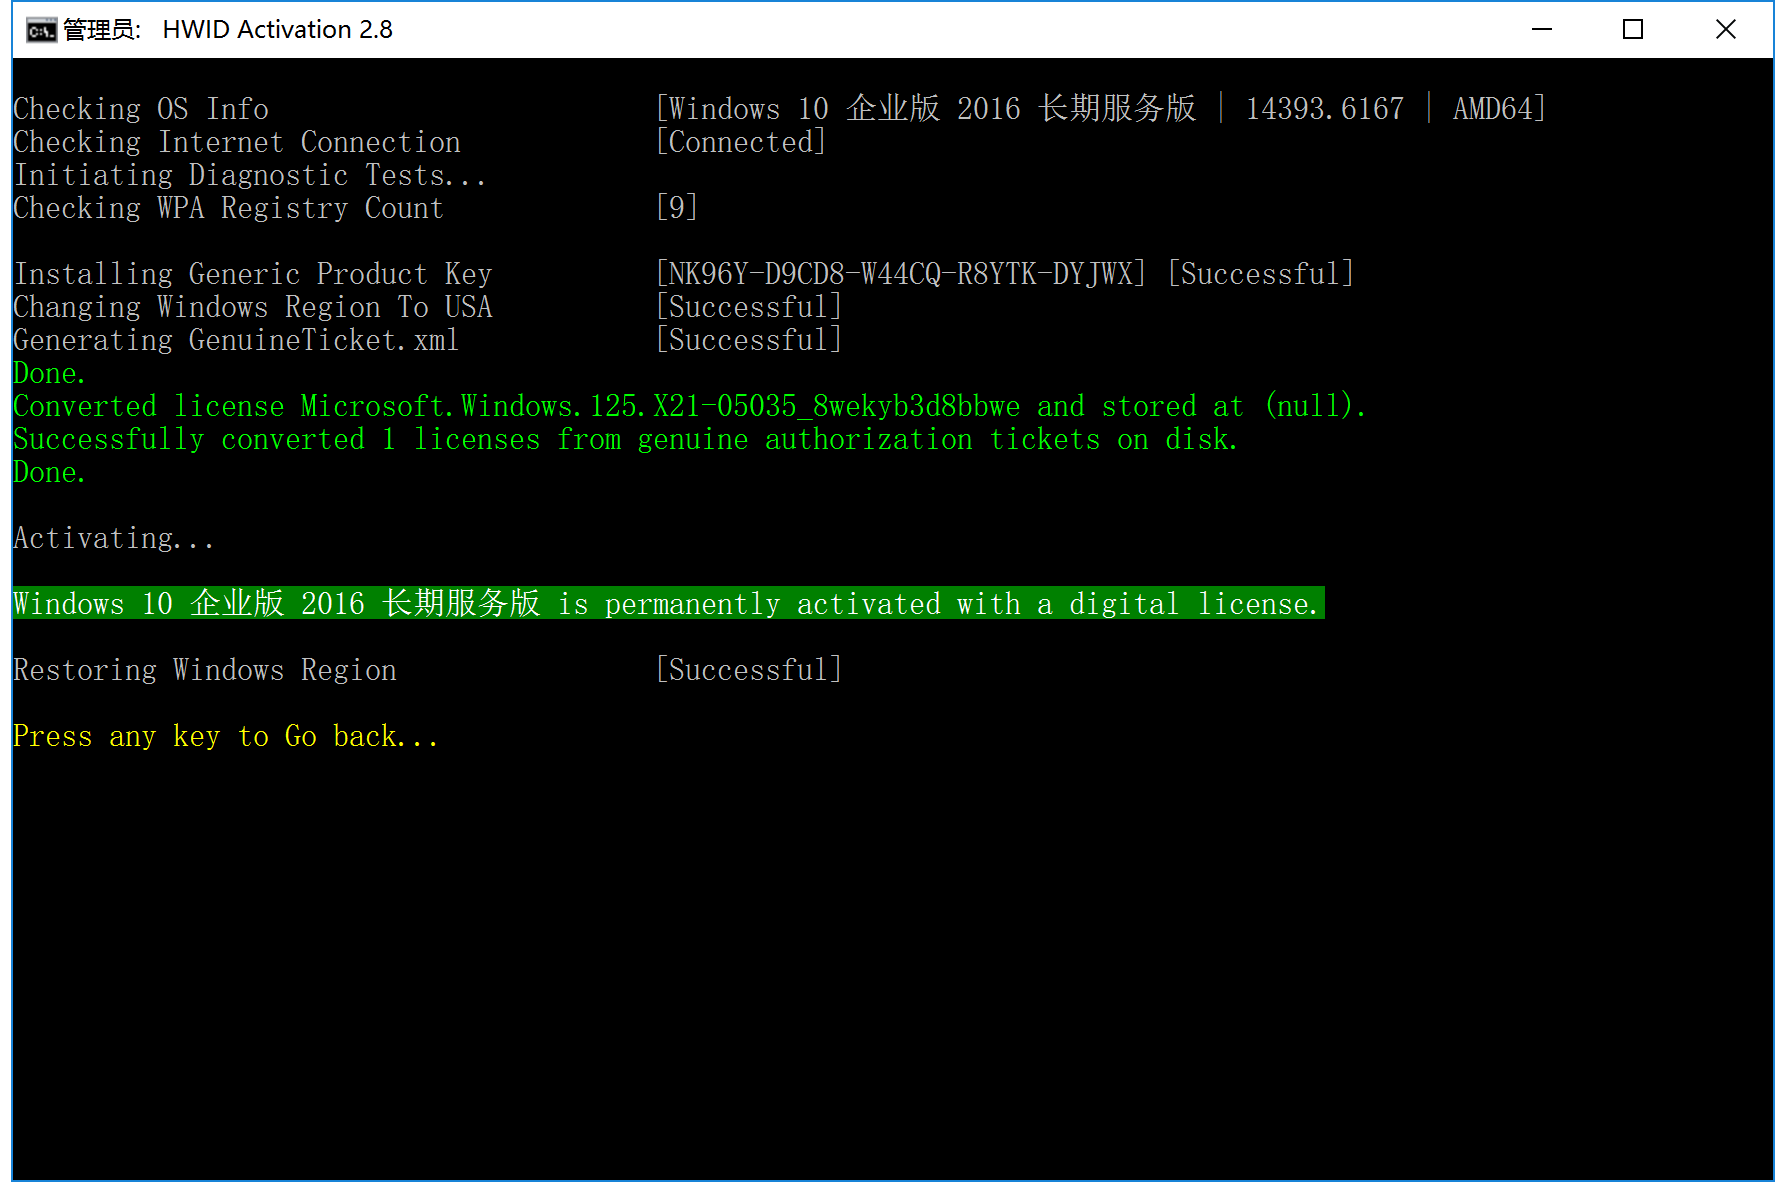 管理员: HWID Activation 2.8
Checking OS Info [Windows 10 企业版 2016 长期服务版 | 14393.6167 | AMD64]
Checking Internet Connection [Connected]
Initiating Diagnostic Tests...
Checking WPA Registry Count [9]
Installing Generic Product Key [NK96Y-D9CD8-W44CQ-R8YTK-DYJWX] [Successful]
Changing Windows Region To USA [Successful]
Generating GenuineTicket.xml [Successful]
Done.
Converted license Microsoft.Windows.125.X21-05035_8wekyb3d8bbwe and stored at (null).
Successfully converted 1 licenses from genuine authorization tickets on disk.
Done.
Activating...
Windows 10 企业版 2016 长期服务版 is permanently activated with a digital license.
Restoring Windows Region [Successful]
Press any key to Go back...